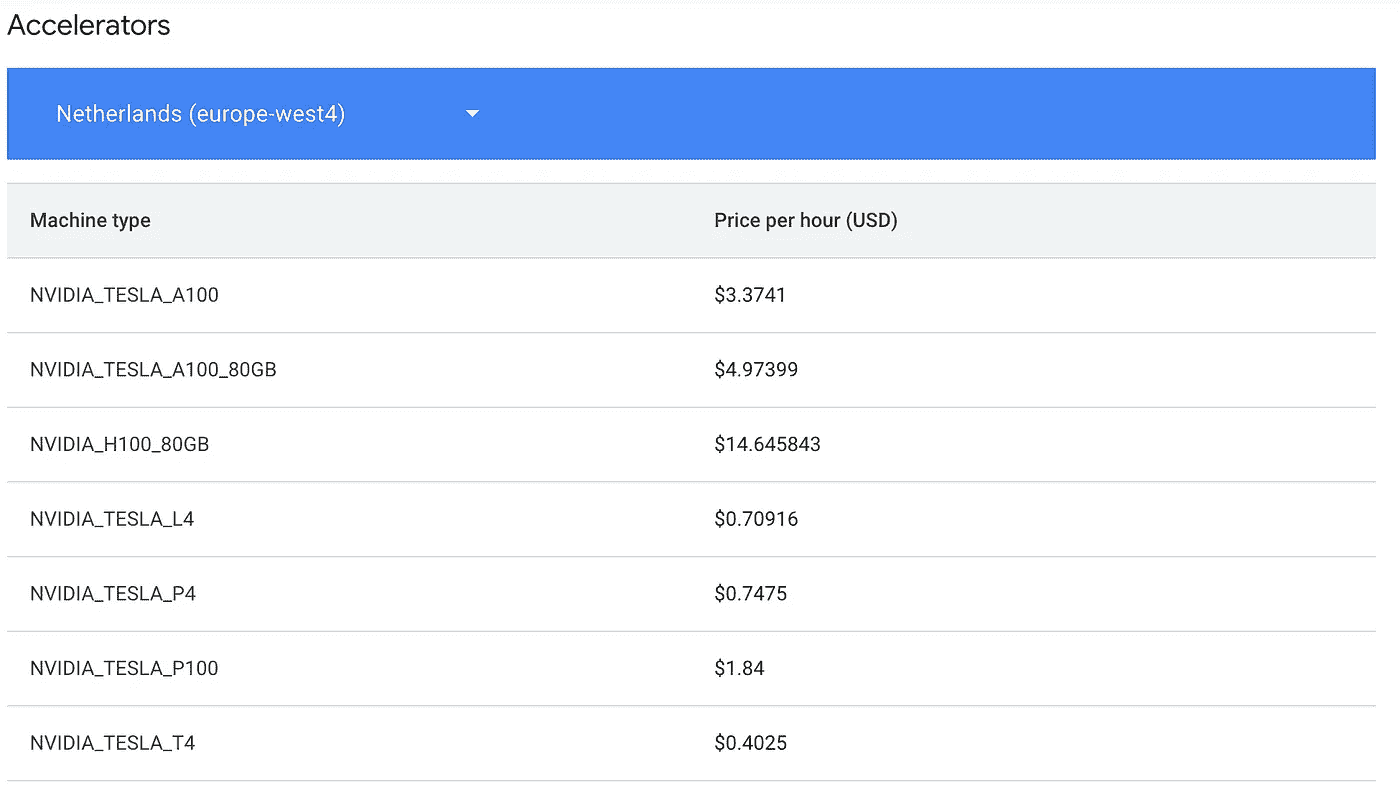 Accelerators
Netherlands (europe-west4)
Machine type Price per hour (USD)
NVIDIA_TESLA_A100 $3.3741
NVIDIA_TESLA_A100_80GB $4.97399
NVIDIA_H100_80GB $14.645843
NVIDIA_TESLA_L4 $0.70916
NVIDIA_TESLA_P4 $0.7475
NVIDIA_TESLA_P100 $1.84
NVIDIA_TESLA_T4 $0.4025